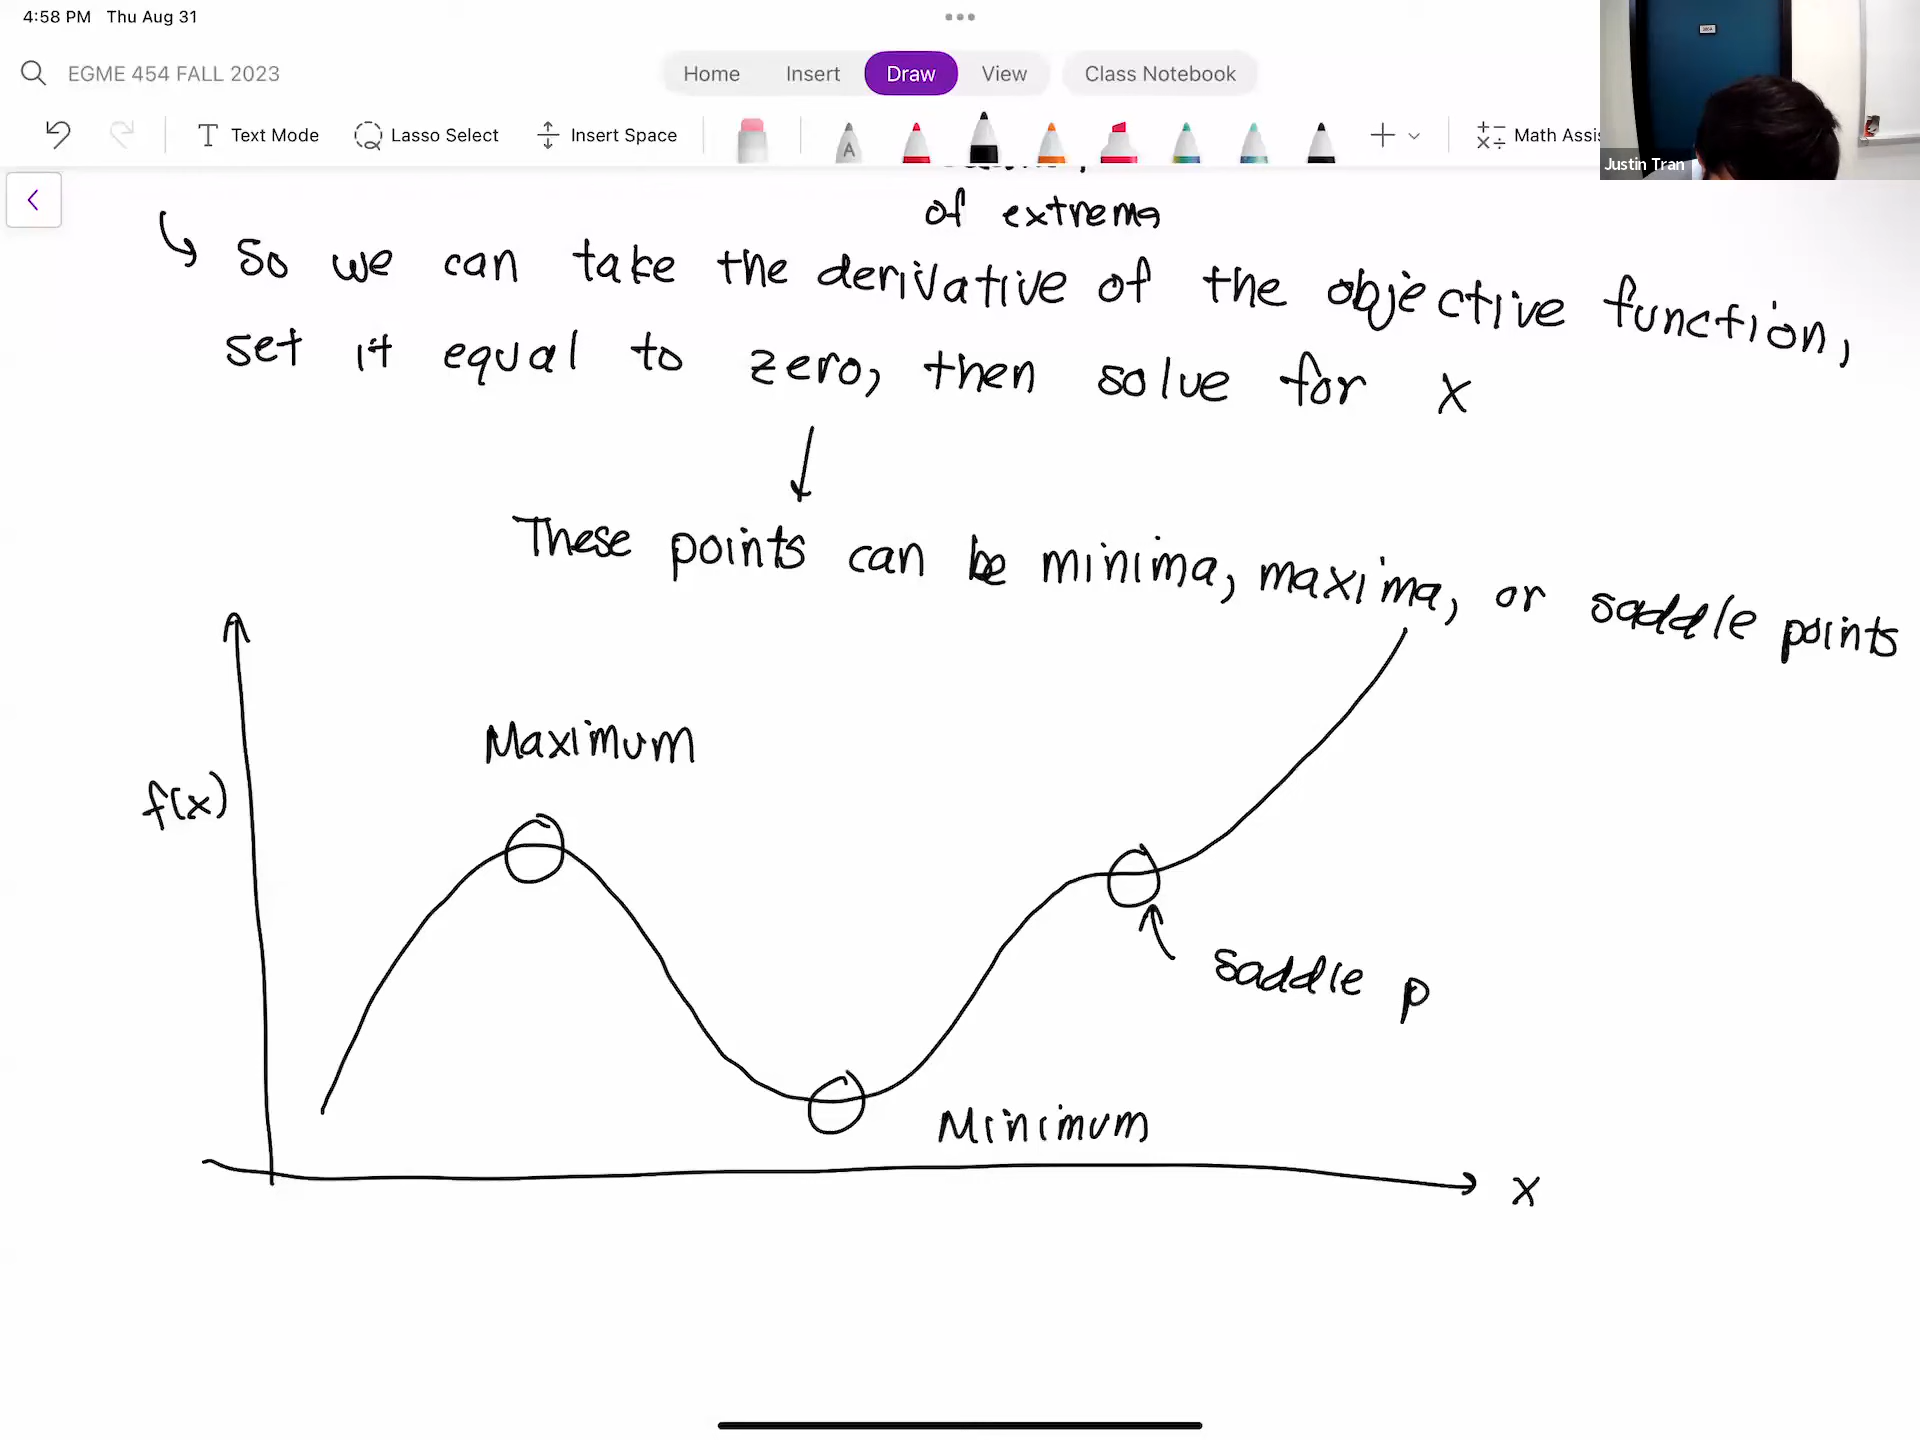 4:58 PM Thu Aug 31
EGME 454 FALL 2023
Home Insert Draw View Class Notebook
Text Mode Lasso Select Insert Space A Math Assis
Justin Tran
of extrema
So we can take the derivative of the objective function,
set it equal to zero, then solve for x
These points can be minima, maxima, or saddle points
Maximum
f(x)
saddle p
Minimum
x